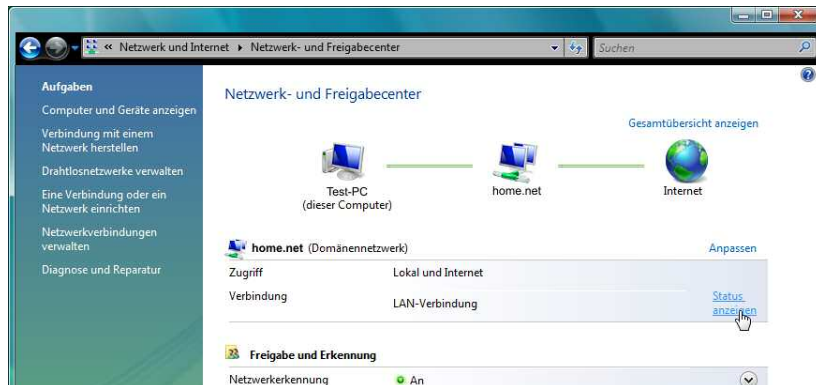 « Netzwerk und Internet ▸ Netzwerk- und Freigabecenter
Suchen
Aufgaben
Computer und Geräte anzeigen
Verbindung mit einem
Netzwerk herstellen
Drahtlosnetzwerke verwalten
Eine Verbindung oder ein
Netzwerk einrichten
Netzwerkverbindungen
verwalten
Diagnose und Reparatur
Netzwerk- und Freigabecenter
Gesamtübersicht anzeigen
Test-PC
(dieser Computer)
home.net
Internet
home.net (Domänennetzwerk) Anpassen
Zugriff Lokal und Internet
Verbindung LAN-Verbindung Status
anzeigen
Freigabe und Erkennung
Netzwerkerkennung An